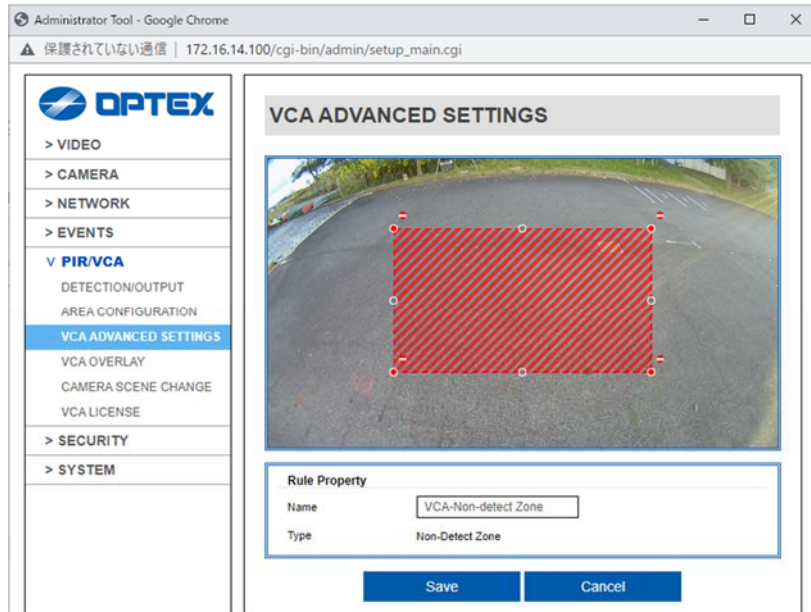 Administrator Tool - Google Chrome
保護されていない通信 | 172.16.14.100/cgi-bin/admin/setup_main.cgi
OPTEX
> VIDEO
> CAMERA
> NETWORK
> EVENTS
v PIR/VCA
DETECTION/OUTPUT
AREA CONFIGURATION
VCA ADVANCED SETTINGS
VCA OVERLAY
CAMERA SCENE CHANGE
VCA LICENSE
> SECURITY
> SYSTEM
VCA ADVANCED SETTINGS
Rule Property
Name VCA-Non-detect Zone
Type Non-Detect Zone
Save Cancel